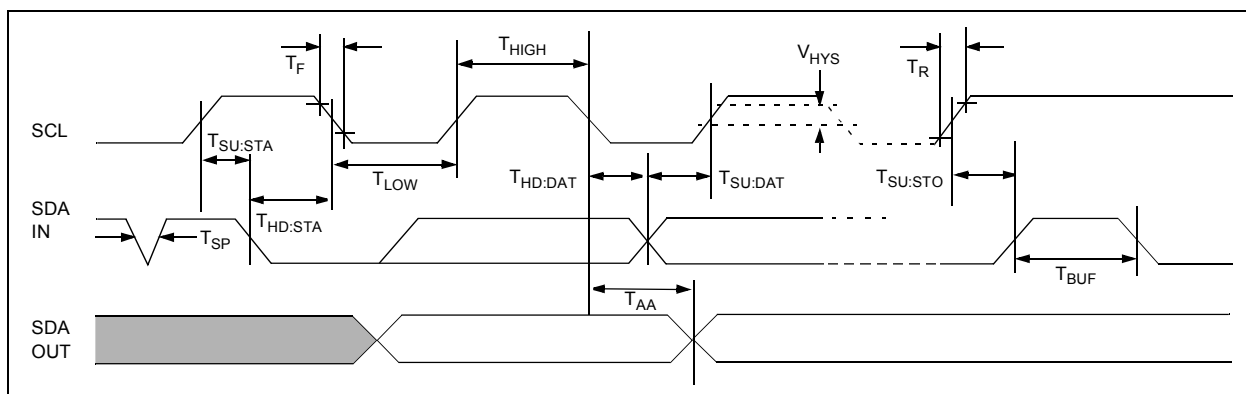 THIGH
VHYS
TF
TR
SCL
TSU:STA
TLOW
THD:DAT
TSU:DAT
TSU:STO
SDA
IN
THD:STA
TSP
TBUF
TAA
SDA
OUT